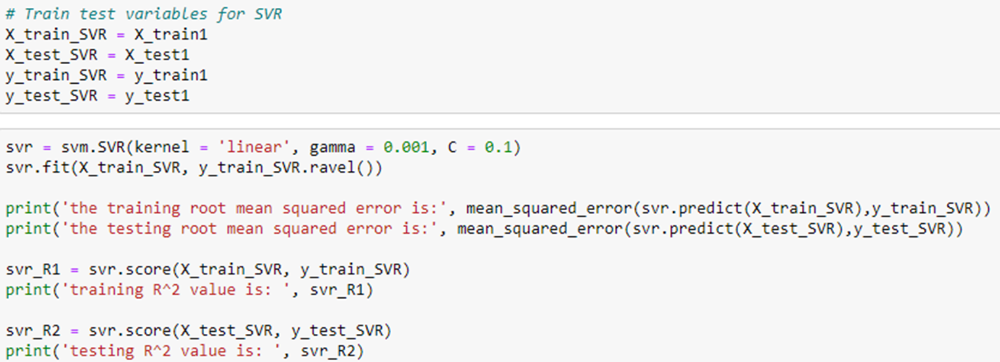 # Train test variables for SVR
X_train_SVR = X_train1
X_test_SVR = X_test1
y_train_SVR = y_train1
y_test_SVR = y_test1
svr = svm.SVR(kernel = 'linear', gamma = 0.001, C = 0.1)
svr.fit(X_train_SVR, y_train_SVR.ravel())
print('the training root mean squared error is:', mean_squared_error(svr.predict(X_train_SVR),y_train_SVR))
print('the testing root mean squared error is:', mean_squared_error(svr.predict(X_test_SVR),y_test_SVR))
svr_R1 = svr.score(X_train_SVR, y_train_SVR)
print('training R^2 value is: ', svr_R1)
svr_R2 = svr.score(X_test_SVR, y_test_SVR)
print('testing R^2 value is: ', svr_R2)